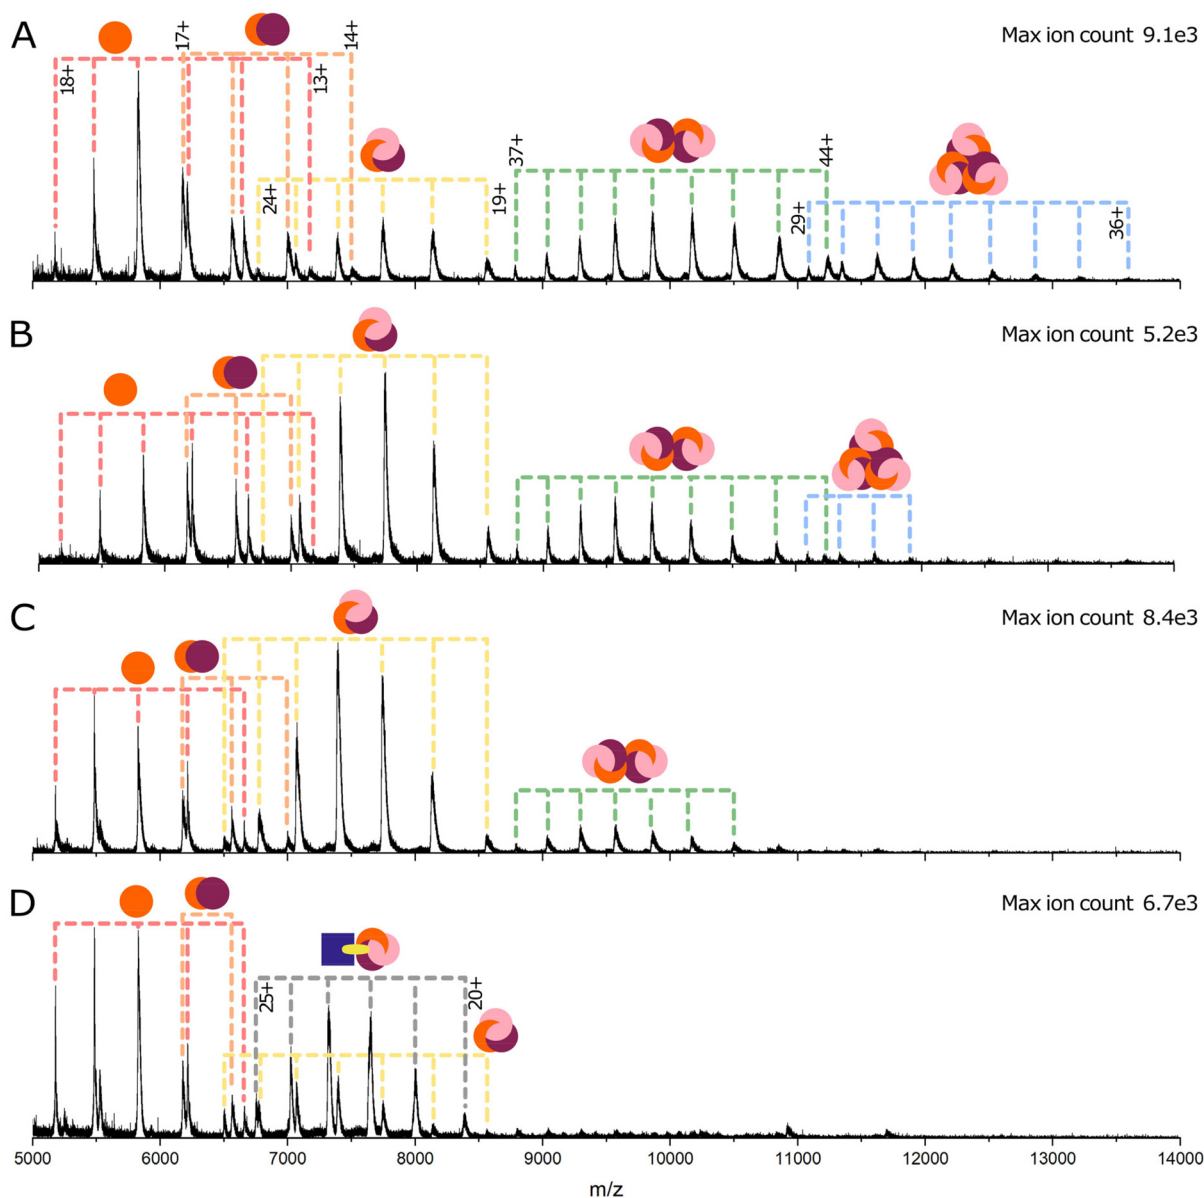 A
Max ion count 9.1e3
18+
17+
13+
14+
24+
19+
37+
44+
29+
36+
B
Max ion count 5.2e3
C
Max ion count 8.4e3
D
Max ion count 6.7e3
25+
20+
5000 6000 7000 8000 9000 10000 11000 12000 13000 14000
m/z